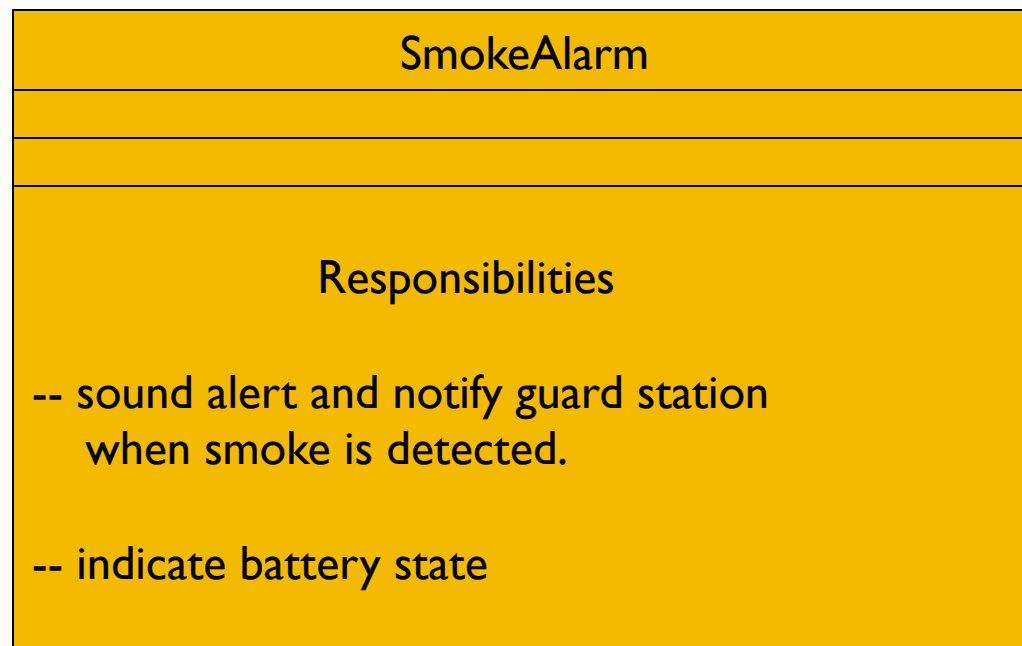 SmokeAlarm
Responsibilities
-- sound alert and notify guard station
when smoke is detected.
-- indicate battery state